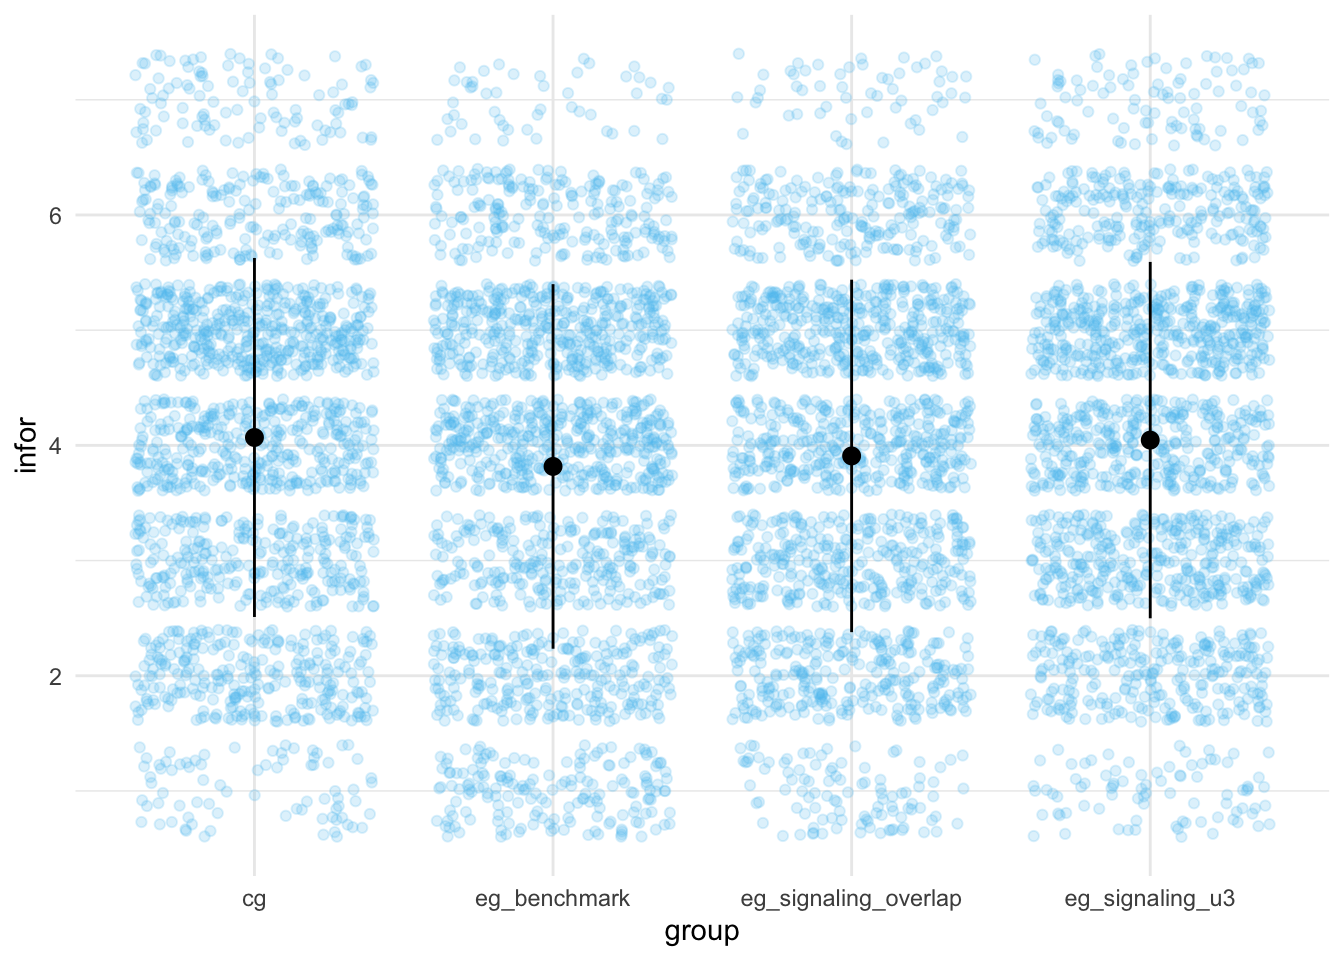 infor
6
4
2
cg
eg_benchmark
eg_signaling_overlap
eg_signaling_u3
group